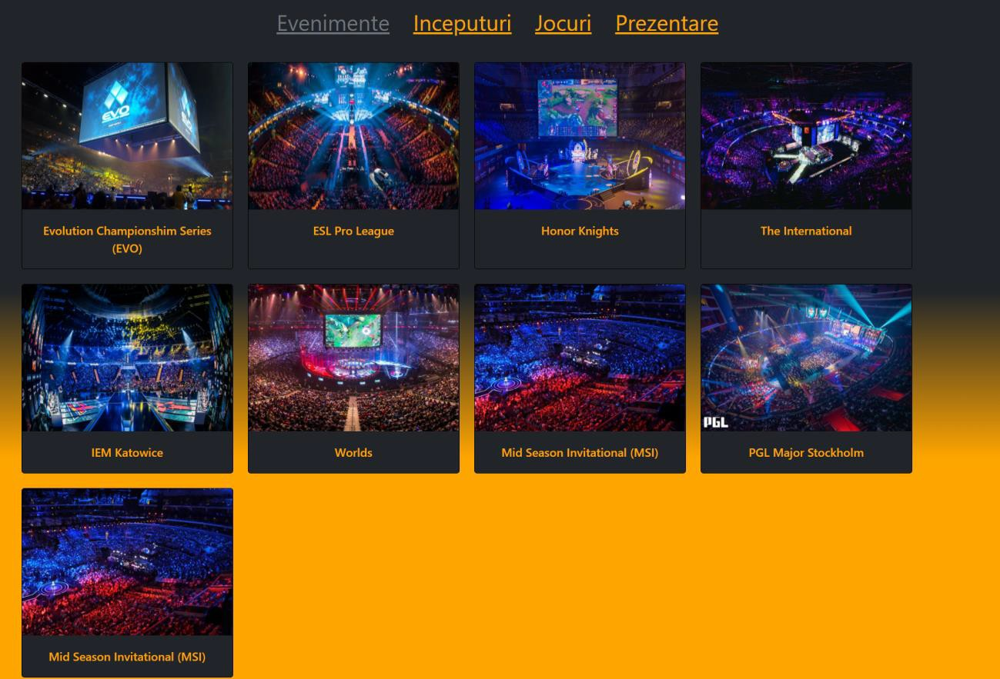 Evenimente Inceputuri Jocuri Prezentare
EVO
Evolution Championshim Series
(EVO)
ESL Pro League
Honor Knights
The International
IEM Katowice
Worlds
Mid Season Invitational (MSI)
PGL
PGL Major Stockholm
Mid Season Invitational (MSI)